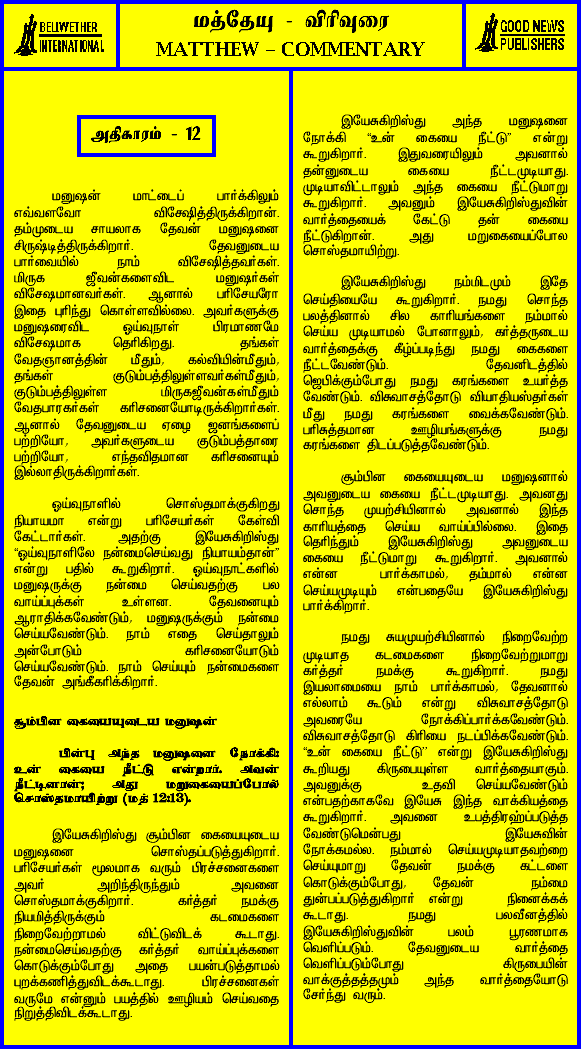 BELIWETHER
INTERNATIONAL
மத்தேயு - விரிவுரை
MATTHEW – COMMENTARY
GOOD NEWS
PUBLISHERS
அதிகாரம் - 12
மனுஷன் மாட்டைப் பார்க்கிலும்
எவ்வளவோ விசேஷித்திருக்கிறான்.
தம்முடைய சாயலாக தேவன் மனுஷனை
சிருஷ்டித்திருக்கிறார். தேவனுடைய
பார்வையில் நாம் விசேஷித்தவர்கள்.
மிருக ஜீவன்களைவிட மனுஷர்கள்
விசேஷமானவர்கள். ஆனால் பரிசேயரோ
இதை புரிந்து கொள்ளவில்லை. அவர்களுக்கு
மனுஷரைவிட ஓய்வுநாள் பிரமாணமே
விசேஷமாக தெரிகிறது. தங்கள்
வேதஞானத்தின் மீதும், கல்வியின்மீதும்,
தங்கள் குடும்பத்திலுள்ளவர்கள்மீதும்,
குடும்பத்திலுள்ள மிருகஜீவன்கள்மீதும்
வேதபாரகர்கள் கரிசனையோடிருக்கிறார்கள்.
ஆனால் தேவனுடைய ஏழை ஜனங்களைப்
பற்றியோ, அவர்களுடைய குடும்பத்தாரை
பற்றியோ, எந்தவிதமான கரிசனையும்
இல்லாதிருக்கிறார்கள்.
ஓய்வுநாளில் சொஸ்தமாக்குகிறது
நியாயமா என்று பரிசேயர்கள் கேள்வி
கேட்டார்கள். அதற்கு இயேசுகிறிஸ்து
“ஓய்வுநாளிலே நன்மைசெய்வது நியாயம்தான்”
என்று பதில் கூறுகிறார். ஓய்வுநாட்களில்
மனுஷருக்கு நன்மை செய்வதற்கு பல
வாய்ப்புக்கள் உள்ளன. தேவனையும்
ஆராதிக்கவேண்டும், மனுஷருக்கும் நன்மை
செய்யவேண்டும். நாம் எதை செய்தாலும்
அன்போடும் கரிசனையோடும்
செய்யவேண்டும். நாம் செய்யும் நன்மைகளை
தேவன் அங்கீகரிக்கிறார்.
சூம்பின கையையுடைய மனுஷன்
பின்பு அந்த மனுஷனை நோக்கி:
உன் கையை நீட்டு என்றார். அவன்
நீட்டினான்; அது மறுகையைப்போல்
சொஸ்தமாயிற்று (மத் 12:13).
இயேசுகிறிஸ்து சூம்பின கையையுடைய
மனுஷனை சொஸ்தப்படுத்துகிறார்.
பரிசேயர்கள் மூலமாக வரும் பிரச்சனைகளை
அவர் அறிந்திருந்தும் அவனை
சொஸ்தமாக்குகிறார். கர்த்தர் நமக்கு
நியமித்திருக்கும் கடமைகளை
நிறைவேற்றாமல் விட்டுவிடக் கூடாது.
நன்மைசெய்வதற்கு கர்த்தர் வாய்ப்புக்களை
கொடுக்கும்போது அதை பயன்படுத்தாமல்
புறக்கணித்துவிடக்கூடாது. பிரச்சனைகள்
வருமே என்னும் பயத்தில் ஊழியம் செய்வதை
நிறுத்திவிடக்கூடாது.
இயேசுகிறிஸ்து அந்த மனுஷனை
நோக்கி “உன் கையை நீட்டு” என்று
கூறுகிறார். இதுவரையிலும் அவனால்
தன்னுடைய கையை நீட்டமுடியாது.
முடியாவிட்டாலும் அந்த கையை நீட்டுமாறு
கூறுகிறார். அவனும் இயேசுகிறிஸ்துவின்
வார்த்தையைக் கேட்டு தன் கையை
நீட்டுகிறான். அது மறுகையைப்போல
சொஸ்தமாயிற்று.
இயேசுகிறிஸ்து நம்மிடமும் இதே
செய்தியையே கூறுகிறார். நமது சொந்த
பலத்தினால் சில காரியங்களை நம்மால்
செய்ய முடியாமல் போனாலும், கர்த்தருடைய
வார்த்தைக்கு கீழ்ப்படிந்து நமது கைகளை
நீட்டவேண்டும். தேவனிடத்தில்
ஜெபிக்கும்போது நமது கரங்களை உயர்த்த
வேண்டும். விசுவாசத்தோடு வியாதியஸ்தர்கள்
மீது நமது கரங்களை வைக்கவேண்டும்.
பரிசுத்தமான ஊழியங்களுக்கு நமது
கரங்களை திடப்படுத்தவேண்டும்.
சூம்பின கையையுடைய மனுஷனால்
அவனுடைய கையை நீட்டமுடியாது. அவனது
சொந்த முயற்சியினால் அவனால் இந்த
காரியத்தை செய்ய வாய்ப்பில்லை. இதை
தெரிந்தும் இயேசுகிறிஸ்து அவனுடைய
கையை நீட்டுமாறு கூறுகிறார். அவனால்
என்ன பார்க்காமல், தம்மால் என்ன
செய்யமுடியும் என்பதையே இயேசுகிறிஸ்து
பார்க்கிறார்.
நமது சுயமுயற்சியினால் நிறைவேற்ற
முடியாத கடமைகளை நிறைவேற்றுமாறு
கர்த்தர் நமக்கு கூறுகிறார். நமது
இயலாமையை நாம் பார்க்காமல், தேவனால்
எல்லாம் கூடும் என்று விசுவாசத்தோடு
அவரையே நோக்கிப்பார்க்கவேண்டும்.
விசுவாசத்தோடு கிரியை நடப்பிக்கவேண்டும்.
“உன் கையை நீட்டு’’ என்று இயேசுகிறிஸ்து
கூறியது கிருபையுள்ள வார்த்தையாகும்.
அவனுக்கு உதவி செய்யவேண்டும்
என்பதற்காகவே இயேசு இந்த வாக்கியத்தை
கூறுகிறார். அவனை உபத்திரஹப்படுத்த
வேண்டுமென்பது இயேசுவின்
நோக்கமல்ல. நம்மால் செய்யமுடியாதவற்றை
செய்யுமாறு தேவன் நமக்கு கட்டளை
கொடுக்கும்போது, தேவன் நம்மை
துன்பப்படுத்துகிறார் என்று நினைக்கக்
கூடாது. நமது பலவீனத்தில்
இயேசுகிறிஸ்துவின் பலம் பூரணமாக
வெளிப்படும். தேவனுடைய வார்த்தை
வெளிப்படும்போது கிருபையின்
வாக்குத்தத்தமும் அந்த வார்த்தையோடு
சேர்ந்து வரும்.